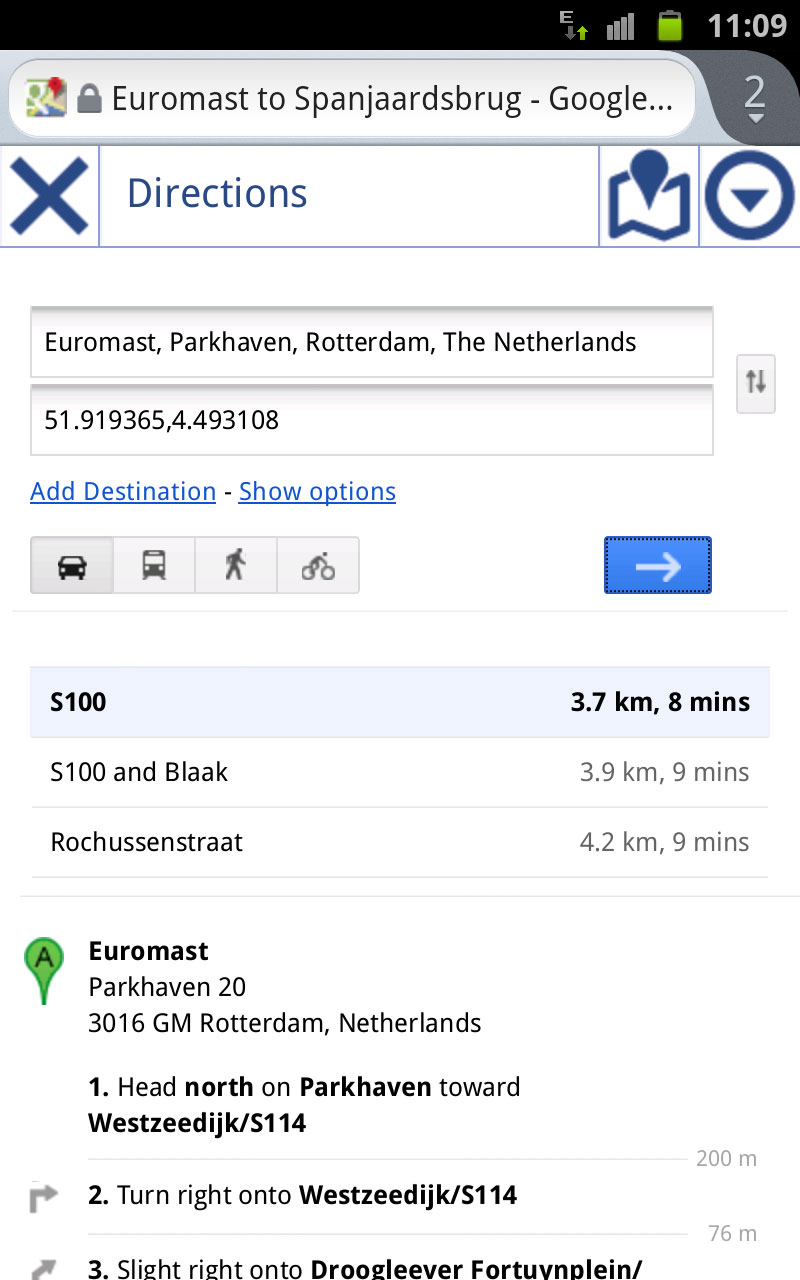 E
11:09
Euromast to Spanjaardsbrug - Google...
2
Directions
Euromast, Parkhaven, Rotterdam, The Netherlands
51.919365,4.493108
Add Destination - Show options
S100 3.7 km, 8 mins
S100 and Blaak 3.9 km, 9 mins
Rochussenstraat 4.2 km, 9 mins
A
Euromast
Parkhaven 20
3016 GM Rotterdam, Netherlands
1. Head north on Parkhaven toward
Westzeedijk/S114
200 m
2. Turn right onto Westzeedijk/S114
76 m
3. Slight right onto Droogleever Fortuynplein/